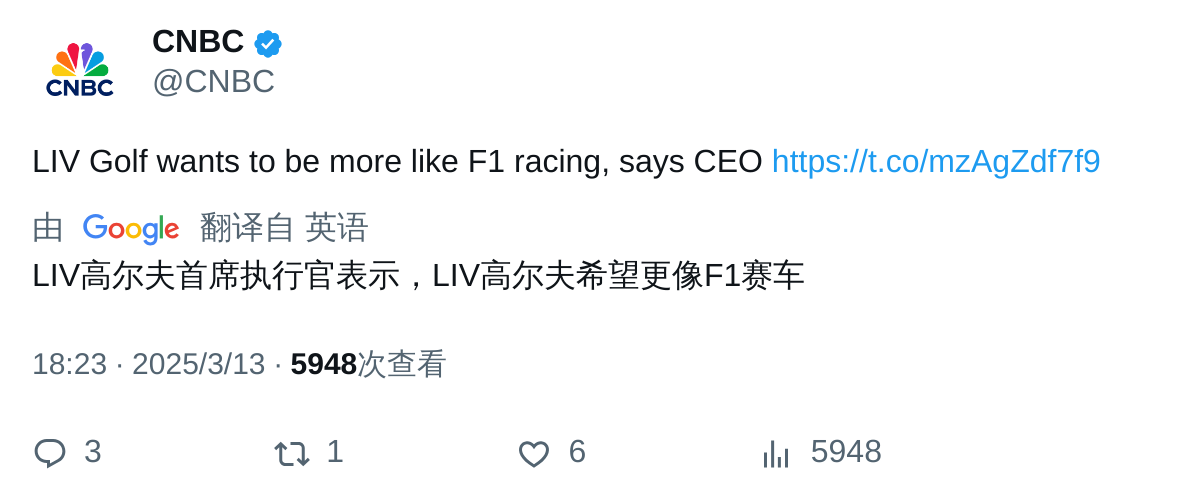 CNBC
CNBC
@CNBC
LIV Golf wants to be more like F1 racing, says CEO https://t.co/mzAgZdf7f9
由 Google 翻译自 英语
LIV高尔夫首席执行官表示，LIV高尔夫希望更像F1赛车
18:23 · 2025/3/13 · 5948次查看
3 1 6 5948